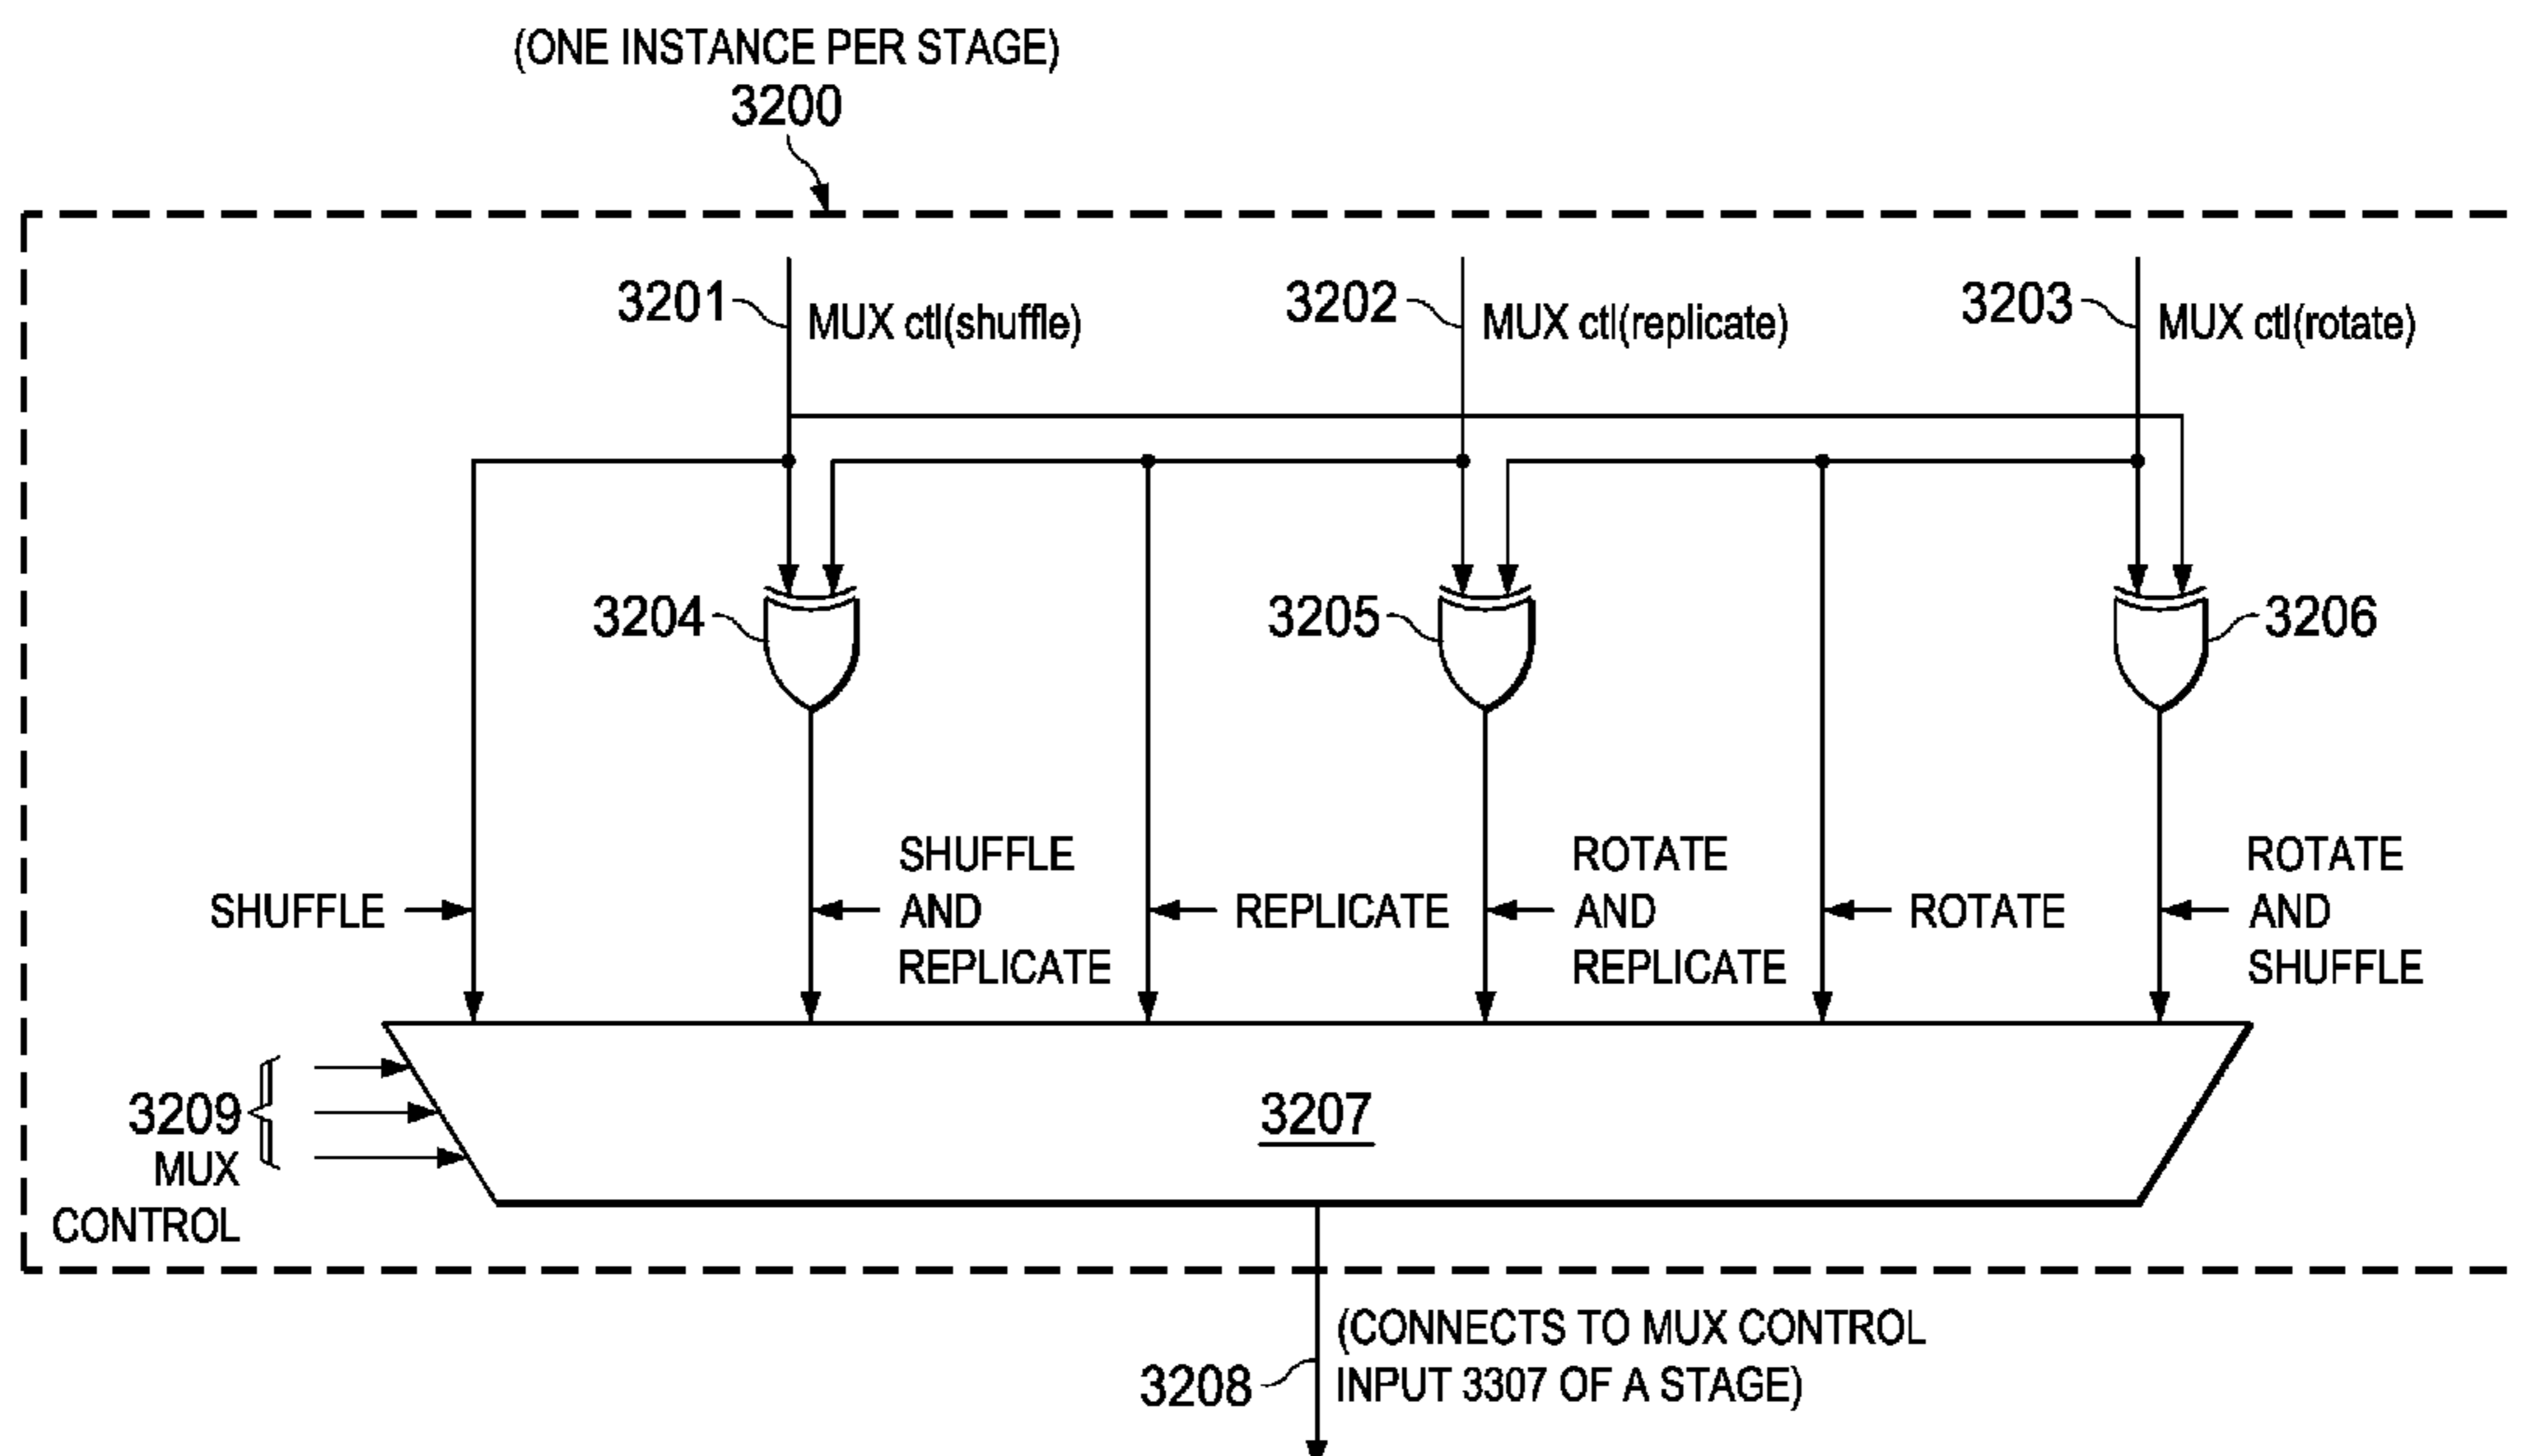 (ONE INSTANCE PER STAGE)
3200
3201
MUX ctl(shuffle)
3202
MUX ctl(replicate)
3203
MUX ctl(rotate)
3204
3205
3206
SHUFFLE
SHUFFLE
AND
REPLICATE
REPLICATE
ROTATE
AND
REPLICATE
ROTATE
ROTATE
AND
SHUFFLE
3209
MUX
CONTROL
3207
(CONNECTS TO MUX CONTROL
INPUT 3307 OF A STAGE)
3208